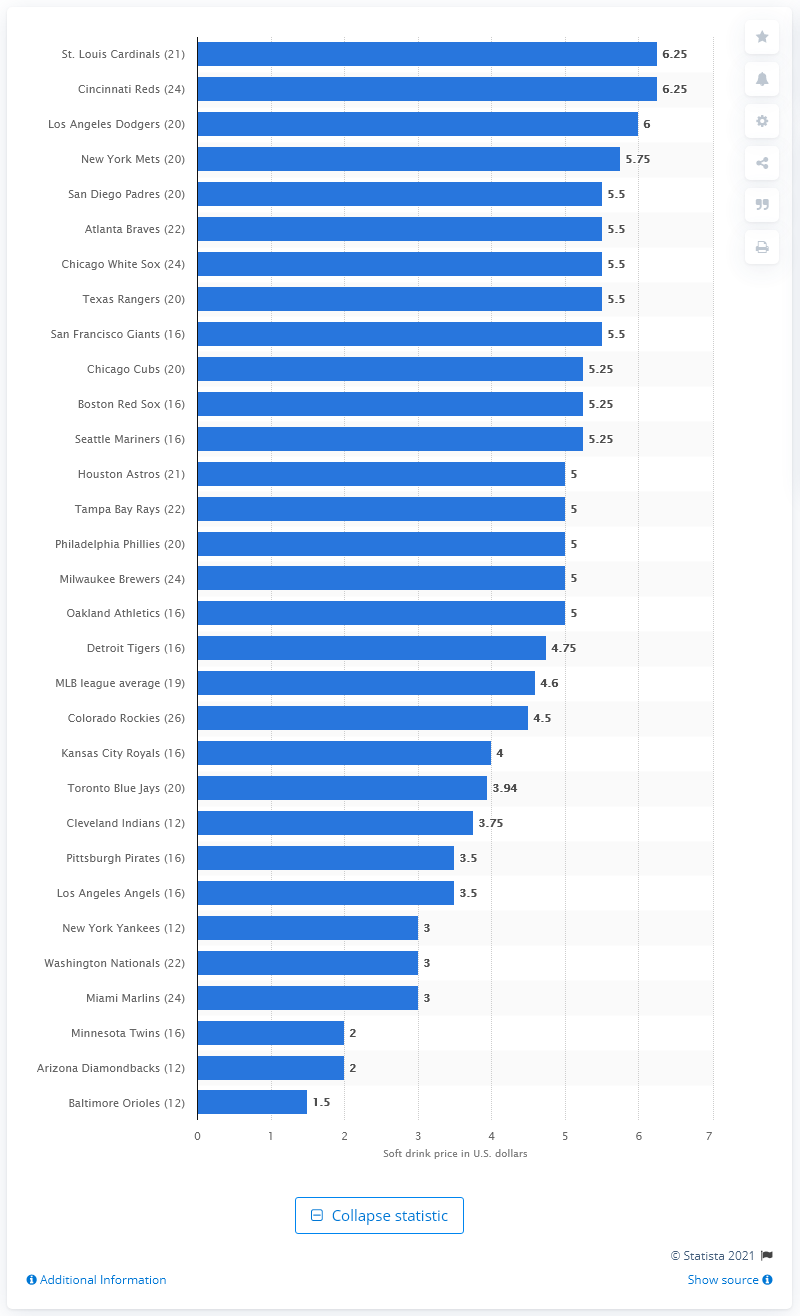 St. Louis Cardinals (21) 6.25
Cincinnati Reds (24) 6.25
Los Angeles Dodgers (20) 6
New York Mets (20) 5.75
San Diego Padres (20) 5.5
Atlanta Braves (22) 5.5
Chicago White Sox (24) 5.5
Texas Rangers (20) 5.5
San Francisco Giants (16) 5.5
Chicago Cubs (20) 5.25
Boston Red Sox (16) 5.25
Seattle Mariners (16) 5.25
Houston Astros (21) 5
Tampa Bay Rays (22) 5
Philadelphia Phillies (20) 5
Milwaukee Brewers (24) 5
Oakland Athletics (16) 5
Detroit Tigers (16) 4.75
MLB league average (19) 4.6
Colorado Rockies (26) 4.5
Kansas City Royals (16) 4
Toronto Blue Jays (20) 3.94
Cleveland Indians (12) 3.75
Pittsburgh Pirates (16) 3.5
Los Angeles Angels (16) 3.5
New York Yankees (12) 3
Washington Nationals (22) 3
Miami Marlins (24) 3
Minnesota Twins (16) 2
Arizona Diamondbacks (12) 2
Baltimore Orioles (12) 1.5
0 1 2 3 4 5 6 7
Soft drink price in U.S. dollars
Collapse statistic
© Statista 2021
Additional Information Show source